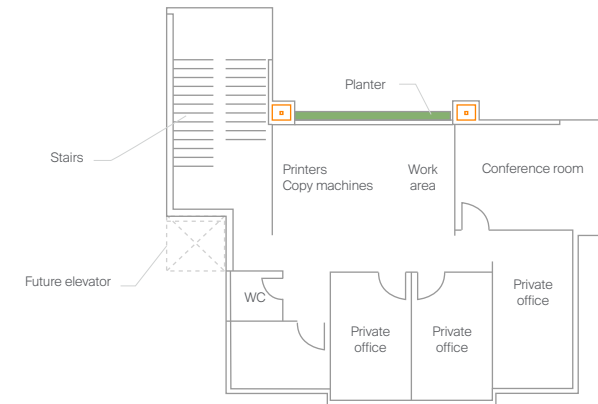 Planter
Stairs
Printers
Copy machines
Work
area
Conference room
Future elevator
WC
Private
office
Private
office
Private
office